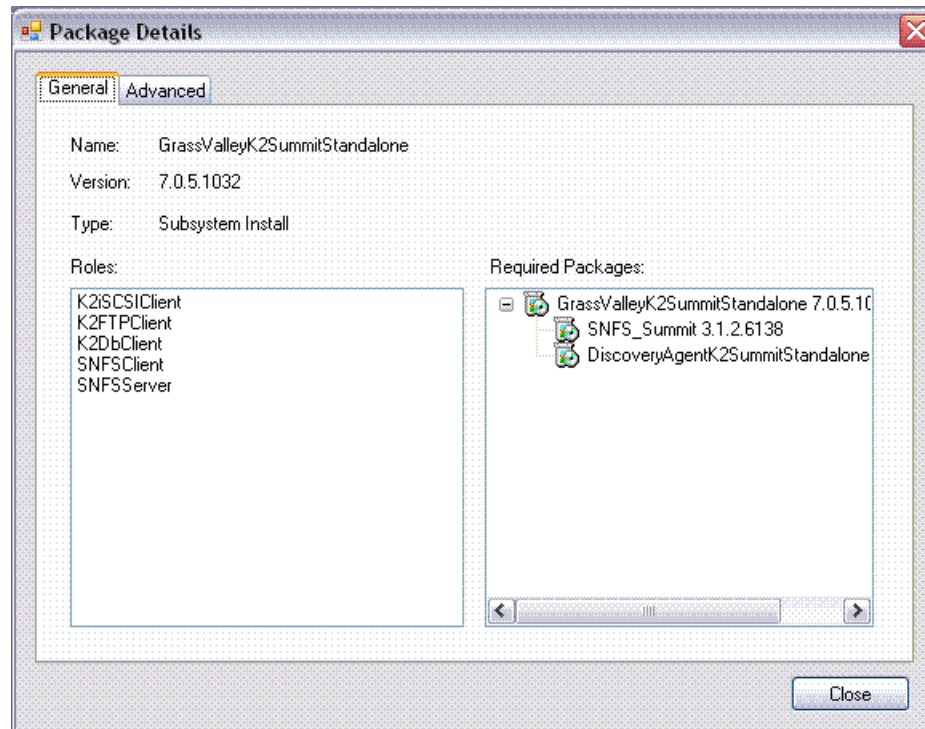 Package Details
General
Advanced
Name: GrassValleyK2SummitStandalone
Version: 7.0.5.1032
Type: Subsystem Install
Roles:
K2iSCSIClient
K2FTPClient
K2DbClient
SNFSClient
SNFSServer
Required Packages:
GrassValleyK2SummitStandalone 7.0.5.10
SNFS_Summit 3.1.2.6138
DiscoveryAgentK2SummitStandalone
Close